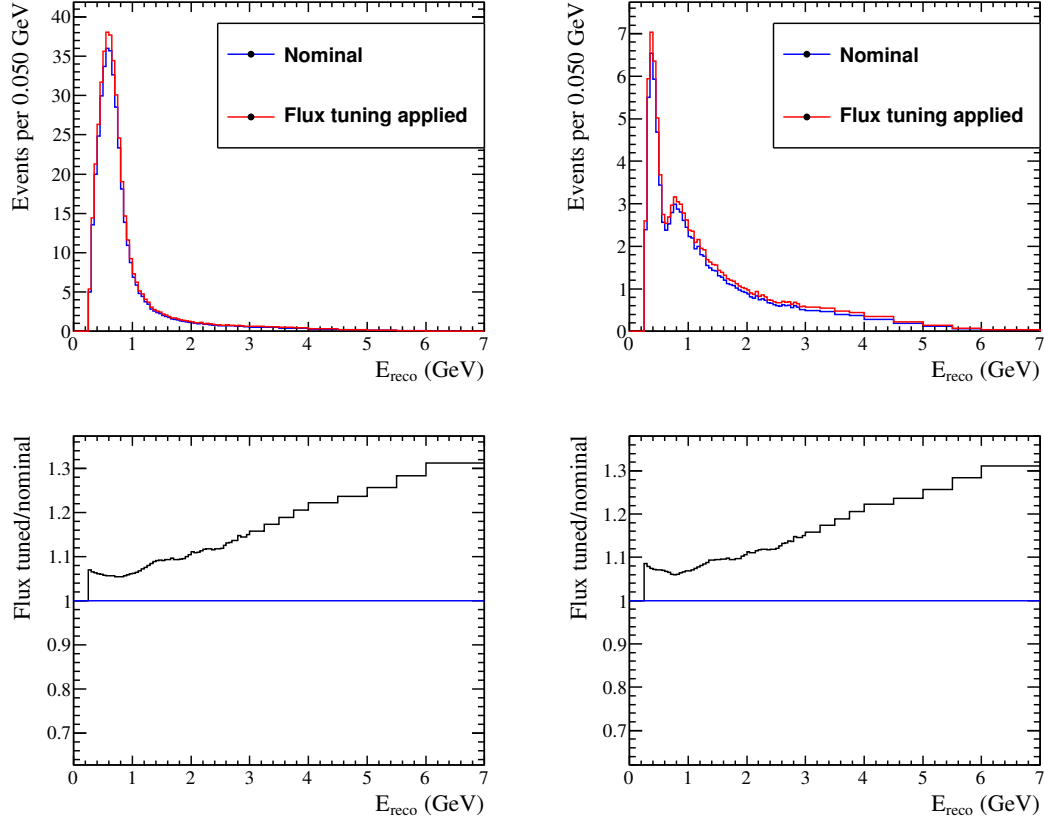 Events per 0.050 GeV
40
35
30
25
20
15
10
5
0
Nominal
Flux tuning applied
0 1 2 3 4 5 6 7
E_reco (GeV)
Events per 0.050 GeV
7
6
5
4
3
2
1
0
Nominal
Flux tuning applied
0 1 2 3 4 5 6 7
E_reco (GeV)
Flux tuned/nominal
1.3
1.2
1.1
1
0.9
0.8
0.7
0 1 2 3 4 5 6 7
E_reco (GeV)
Flux tuned/nominal
1.3
1.2
1.1
1
0.9
0.8
0.7
0 1 2 3 4 5 6 7
E_reco (GeV)